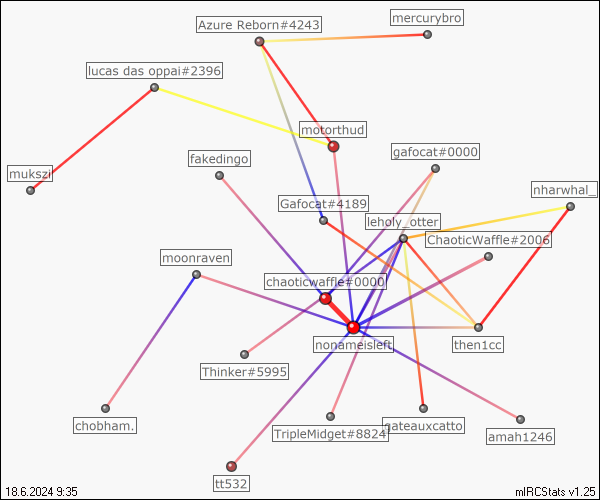 mercurybro
Azure Reborn#4243
lucas das oppai#2396
motorthud
gafocat#0000
fakedingo
mukszi
nharwhal_
Gafocat#4189
leholy_otter
ChaoticWaffle#2006
moonraven
chaoticwaffle#0000
nonameisleft
then1cc
Thinker#5995
chobham.
TripleMidget#8824
gateauxcatto
amah1246
tt532
18.6.2024 9:35
mIRCStats v1.25